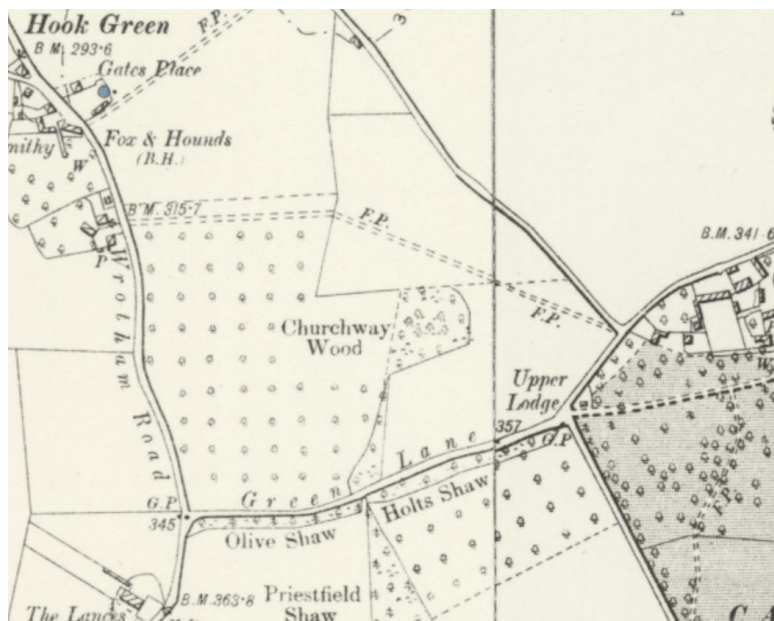 Hook Green
B M. 293·6
F.P.
Gates Place
Fox & Hounds
(B.H.)
W
B M. 315·7
P
F.P.
B.M. 341·6
F.P.
Churchway
Wood
Wrotham Road
Upper
Lodge
W
357
G.P
Green Lane
G.P
345
Holts Shaw
Olive Shaw
F.P.
B.M. 363·8
Priestfield
Shaw
The Lances